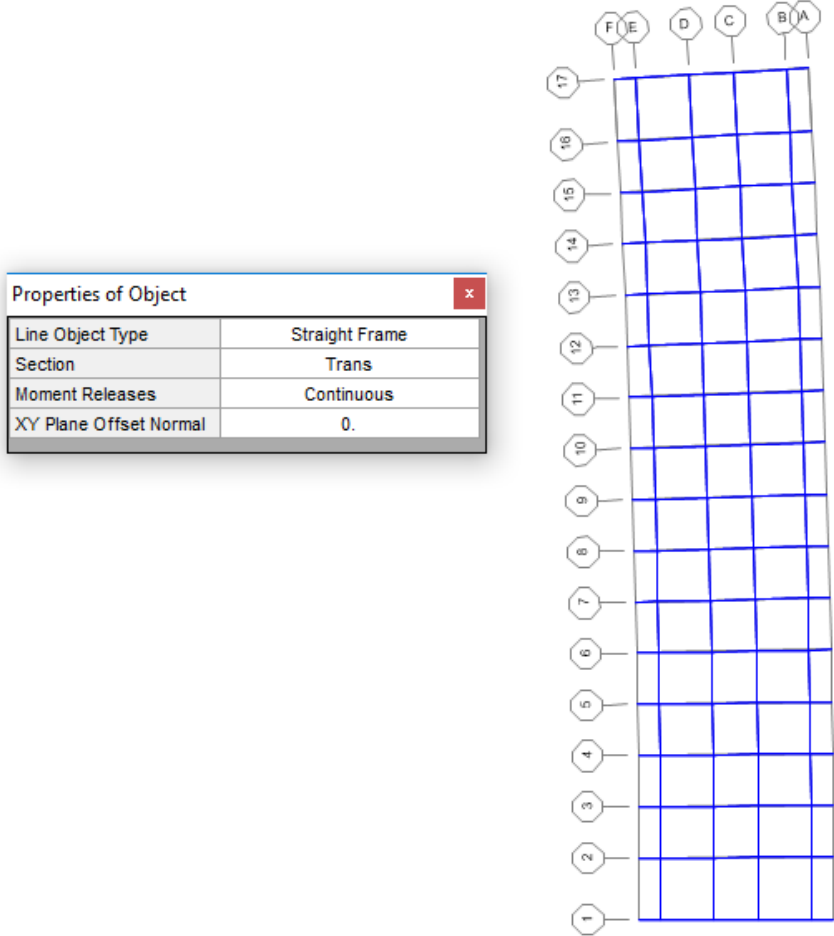 F E D C B A
17
16
15
14
13
12
11
10
9
8
7
6
5
4
3
2
1
Properties of Object x
Line Object Type Straight Frame
Section Trans
Moment Releases Continuous
XY Plane Offset Normal 0.